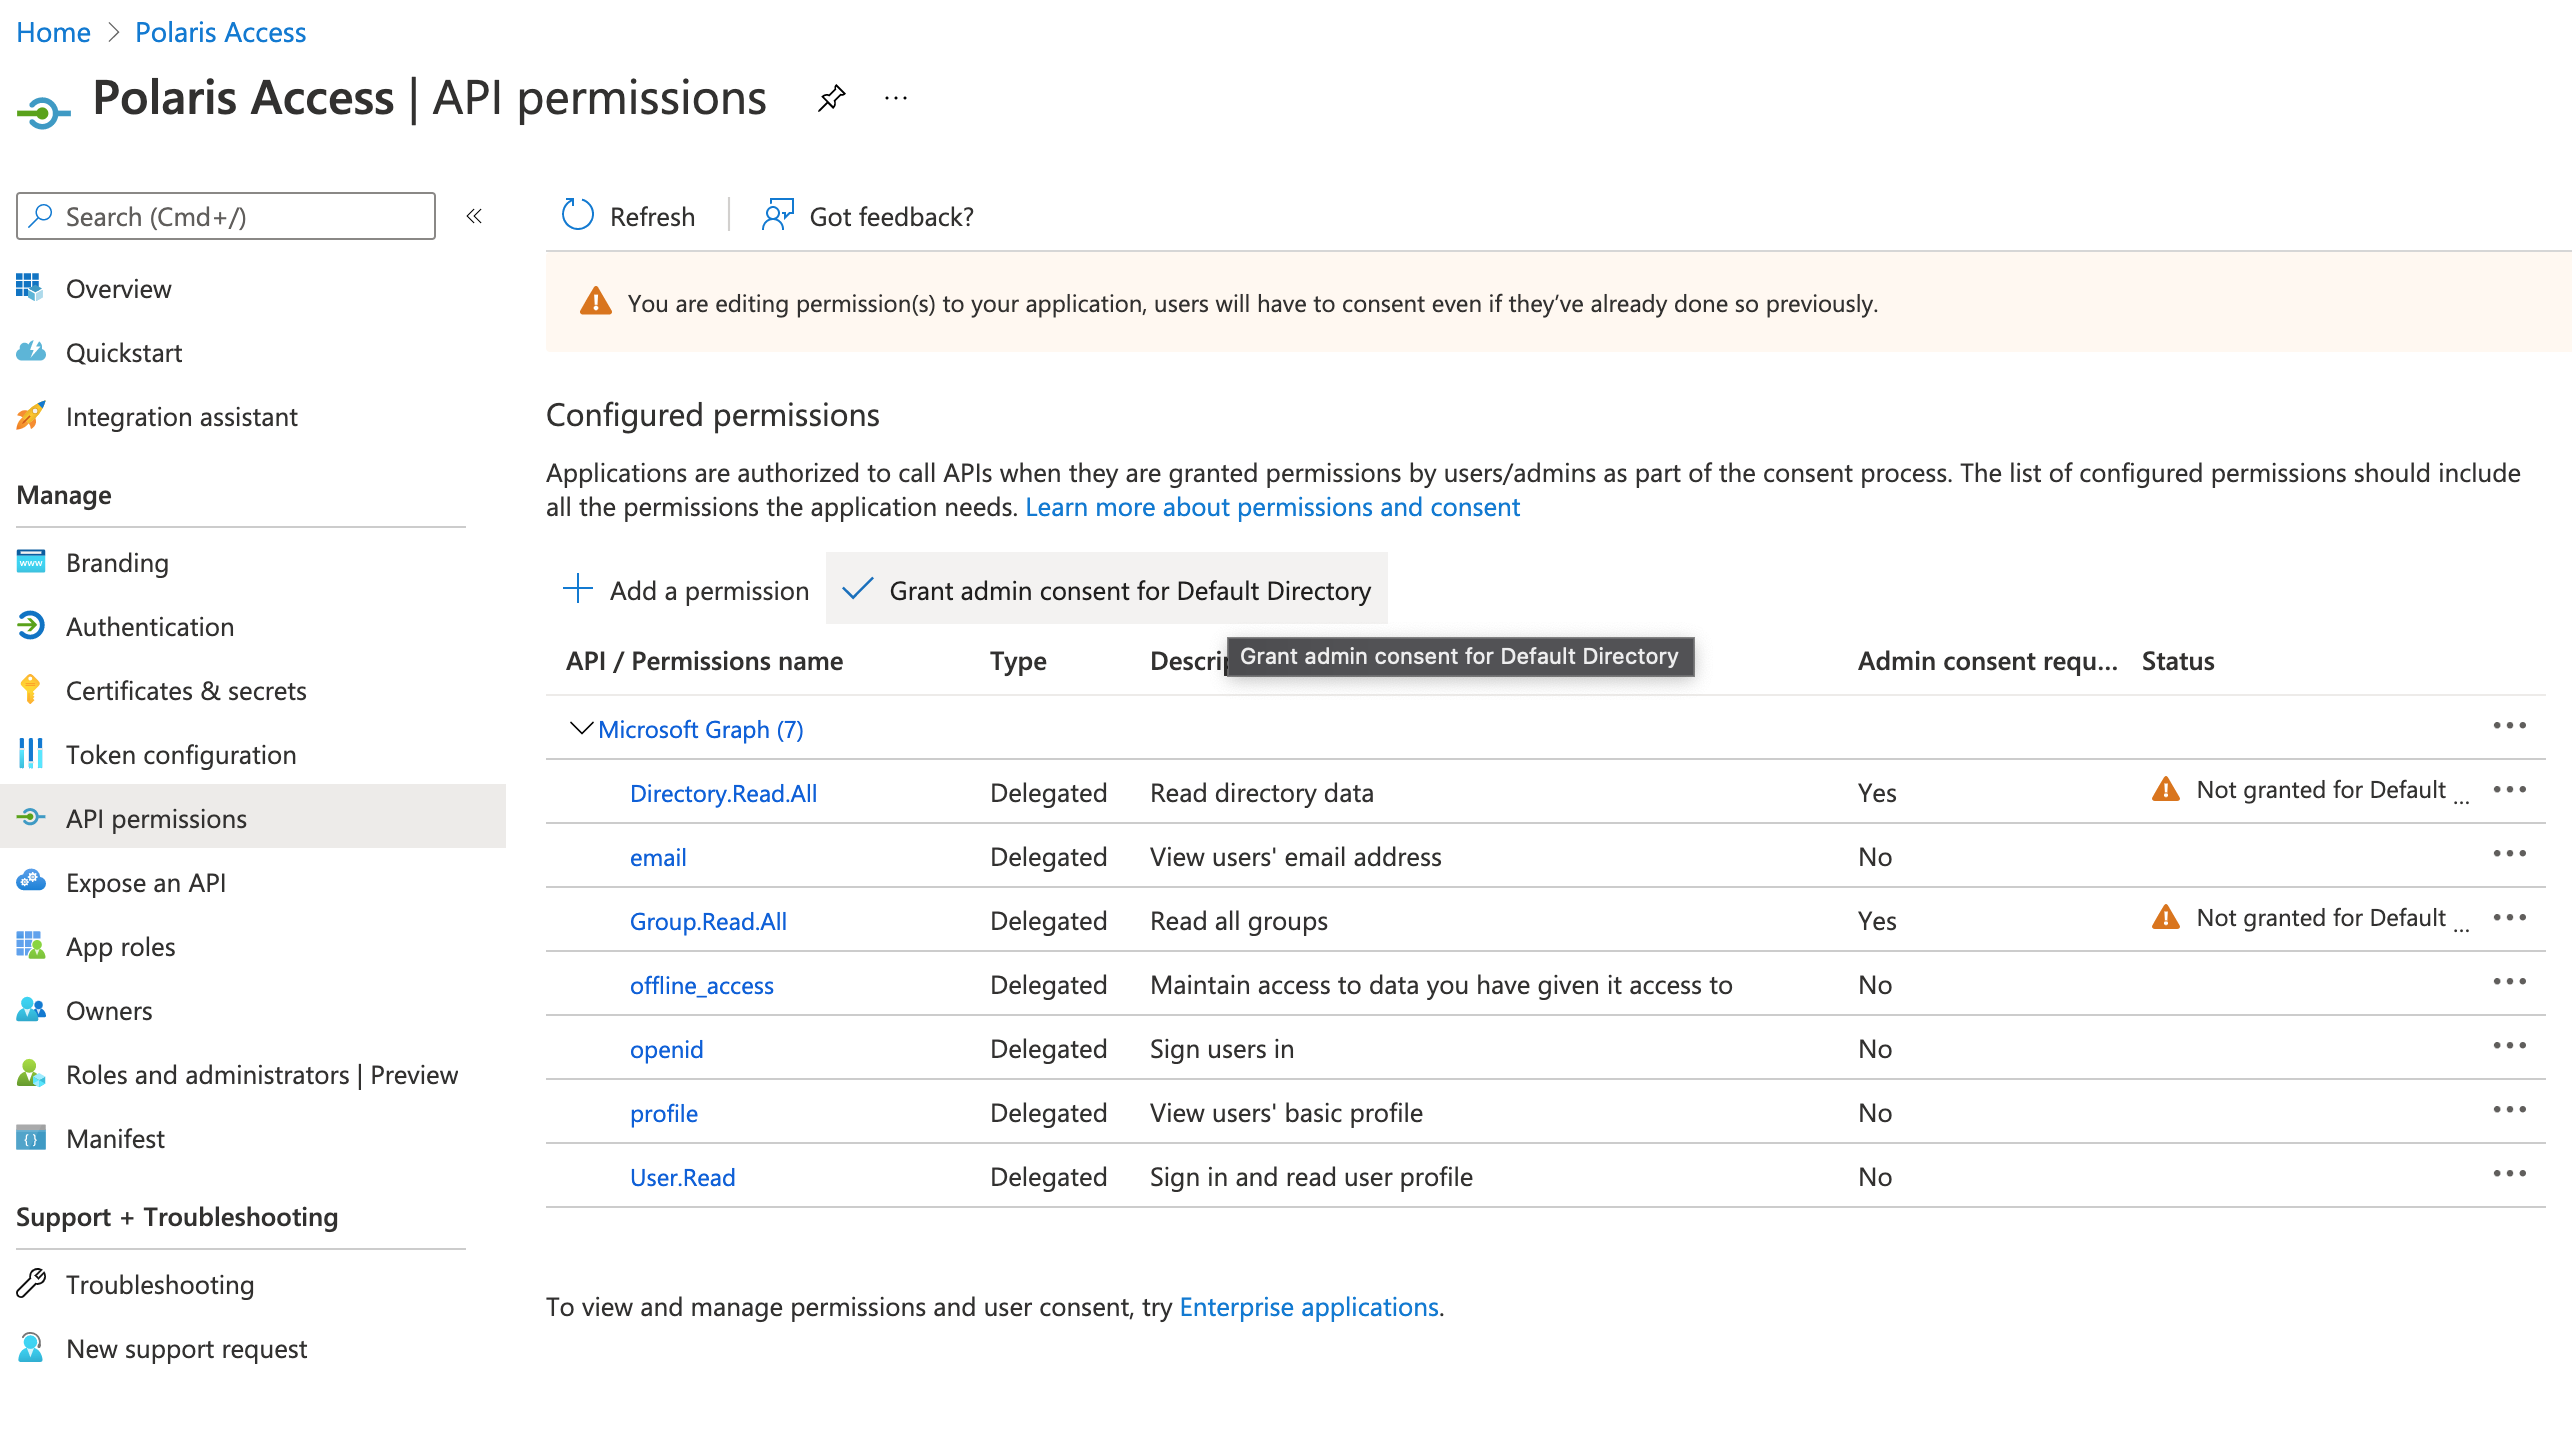 Home > Polaris Access
Polaris Access | API permissions ...
Search (Cmd+/) «
Overview
Quickstart
Integration assistant
Manage
Branding
Authentication
Certificates & secrets
Token configuration
API permissions
Expose an API
App roles
Owners
Roles and administrators | Preview
Manifest
Support + Troubleshooting
Troubleshooting
New support request
Refresh | Got feedback?
You are editing permission(s) to your application, users will have to consent even if they’ve already done so previously.
Configured permissions
Applications are authorized to call APIs when they are granted permissions by users/admins as part of the consent process. The list of configured permissions should include
all the permissions the application needs. Learn more about permissions and consent
Add a permission Grant admin consent for Default Directory
Grant admin consent for Default Directory
API / Permissions name Type Descrip Admin consent requ... Status
Microsoft Graph (7)
Directory.Read.All Delegated Read directory data Yes Not granted for Default ...
email Delegated View users' email address No
Group.Read.All Delegated Read all groups Yes Not granted for Default ...
offline_access Delegated Maintain access to data you have given it access to No
openid Delegated Sign users in No
profile Delegated View users' basic profile No
User.Read Delegated Sign in and read user profile No
To view and manage permissions and user consent, try Enterprise applications.